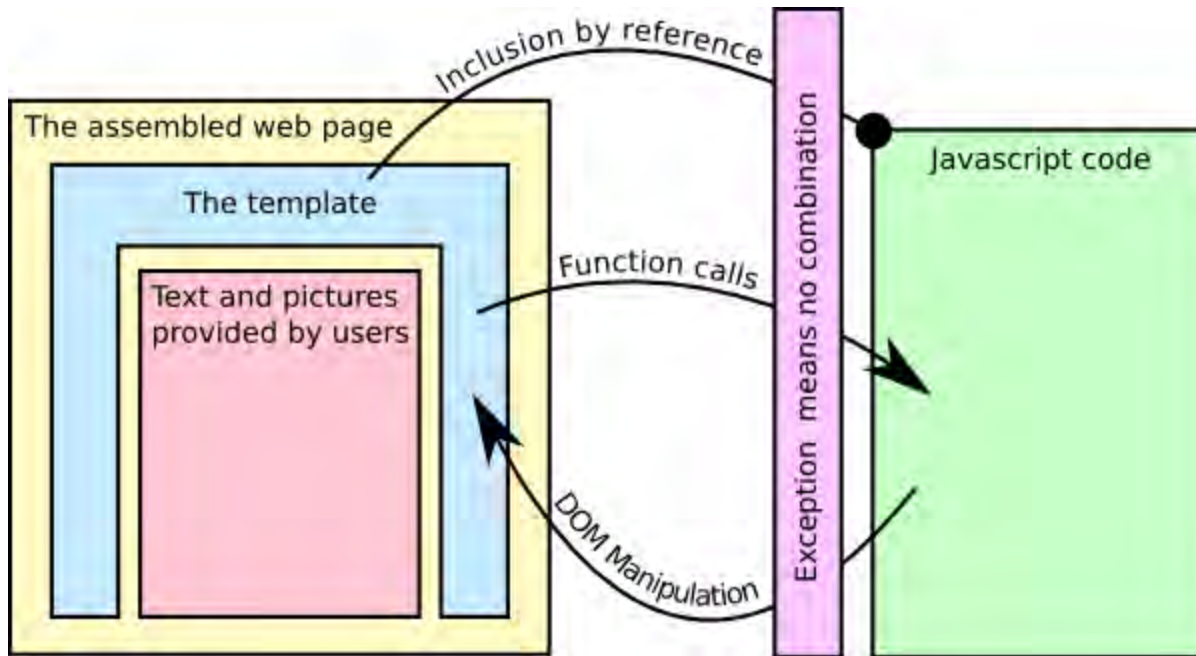 Inclusion by reference
The assembled web page
The template
Text and pictures
provided by users
Function calls
DOM Manipulation
Exception means no combination
Javascript code